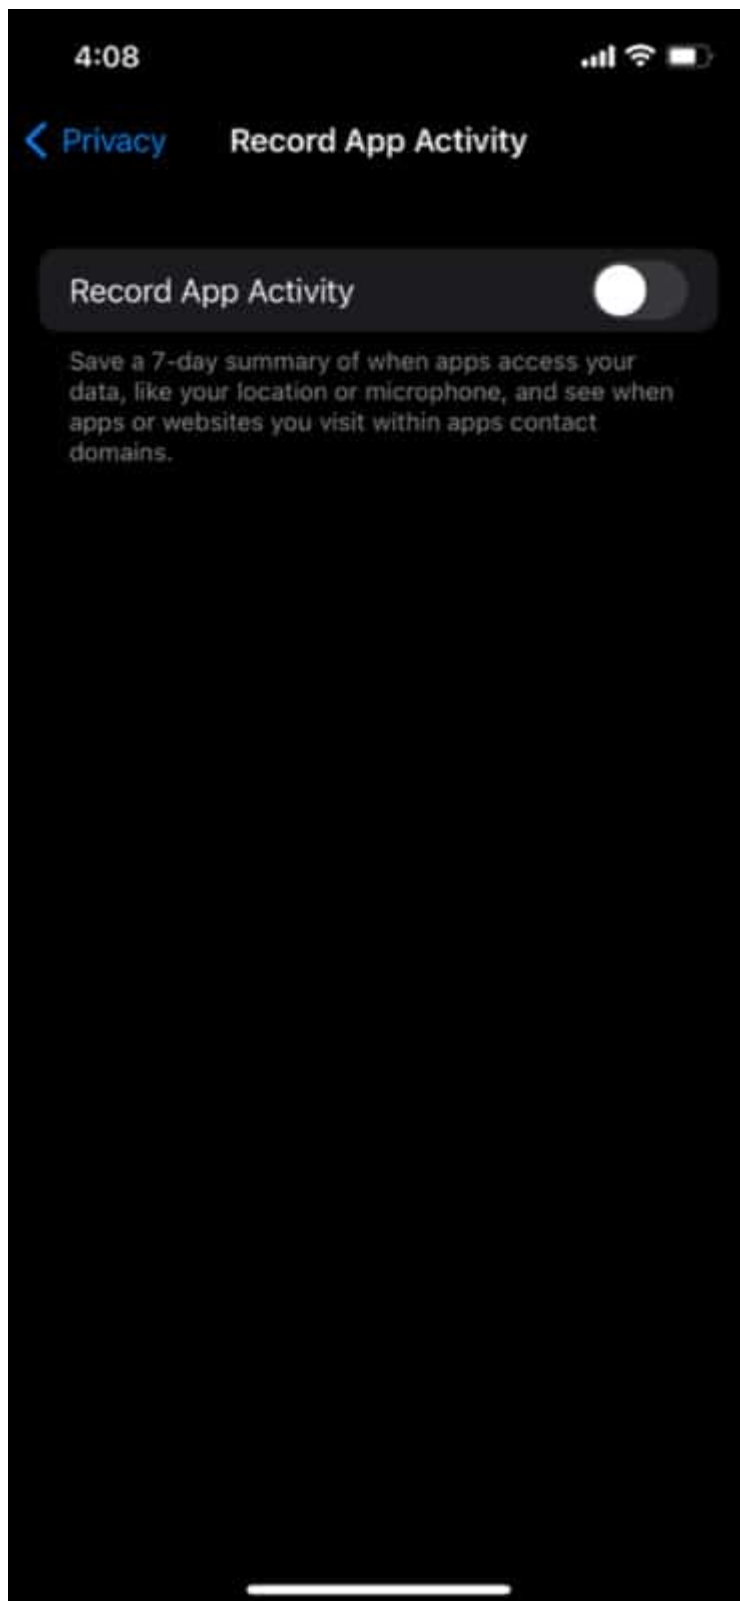 4:08
Privacy
Record App Activity
Record App Activity
Save a 7-day summary of when apps access your
data, like your location or microphone, and see when
apps or websites you visit within apps contact
domains.